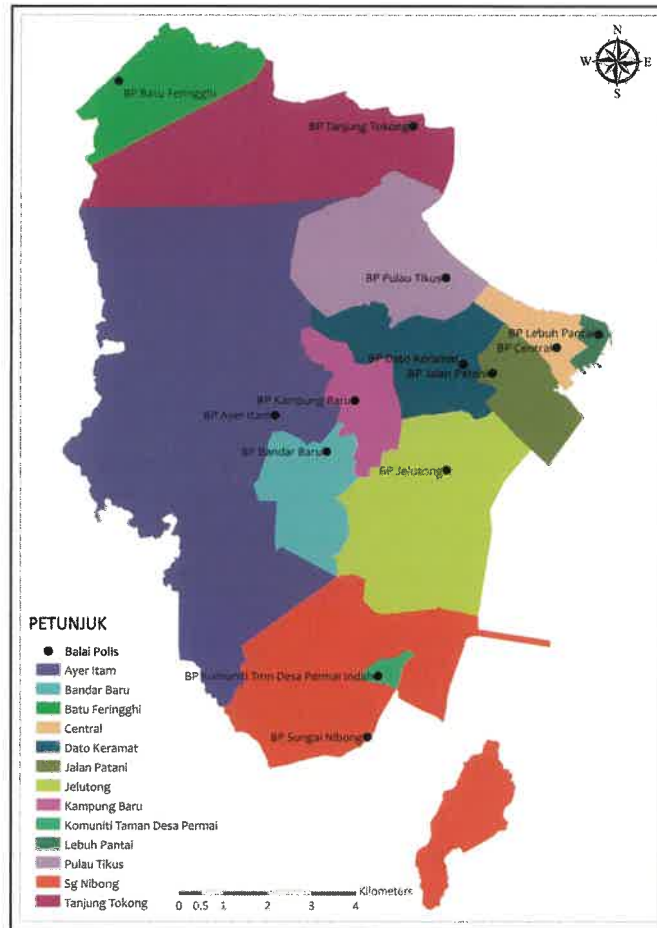 N
W E
S
BP Batu Feringghi
BP Tanjung Tokong
BP Pulau Tikus
BP Lebuh Pantai
BP Central
BP Dato Keramat
BP Jalan Patani
BP Kampung Baru
BP Ayer Itam
BP Bandar Baru
BP Jelutong
BP Komuniti Tmn Desa Permai Indah
BP Sungai Nibong
PETUNJUK
Balai Polis
Ayer Itam
Bandar Baru
Batu Feringghi
Central
Dato Keramat
Jalan Patani
Jelutong
Kampung Baru
Komuniti Taman Desa Permai
Lebuh Pantai
Pulau Tikus
Sg Nibong
Tanjung Tokong
Kilometers
0 0.5 1 2 3 4